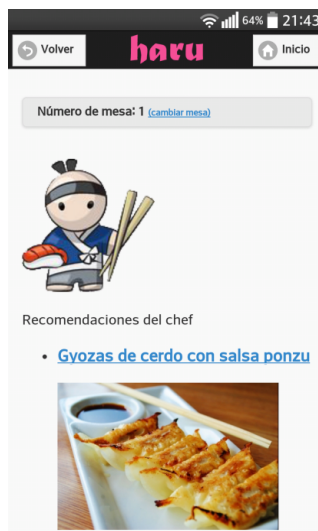 64% 21:43
Volver haru Inicio
Número de mesa: 1 (cambiar mesa)
Recomendaciones del chef
• Gyozas de cerdo con salsa ponzu